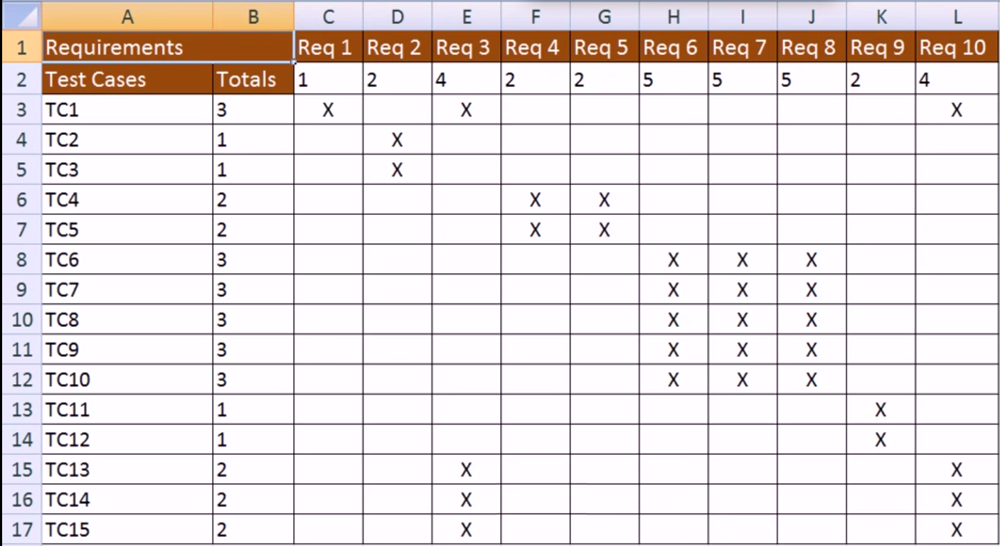 A B C D E F G H I J K L
1 Requirements Req 1 Req 2 Req 3 Req 4 Req 5 Req 6 Req 7 Req 8 Req 9 Req 10
2 Test Cases Totals 1 2 4 2 2 5 5 5 2 4
3 TC1 3 X X X
4 TC2 1 X
5 TC3 1 X
6 TC4 2 X X
7 TC5 2 X X
8 TC6 3 X X X
9 TC7 3 X X X
10 TC8 3 X X X
11 TC9 3 X X X
12 TC10 3 X X X
13 TC11 1 X
14 TC12 1 X
15 TC13 2 X X
16 TC14 2 X X
17 TC15 2 X X